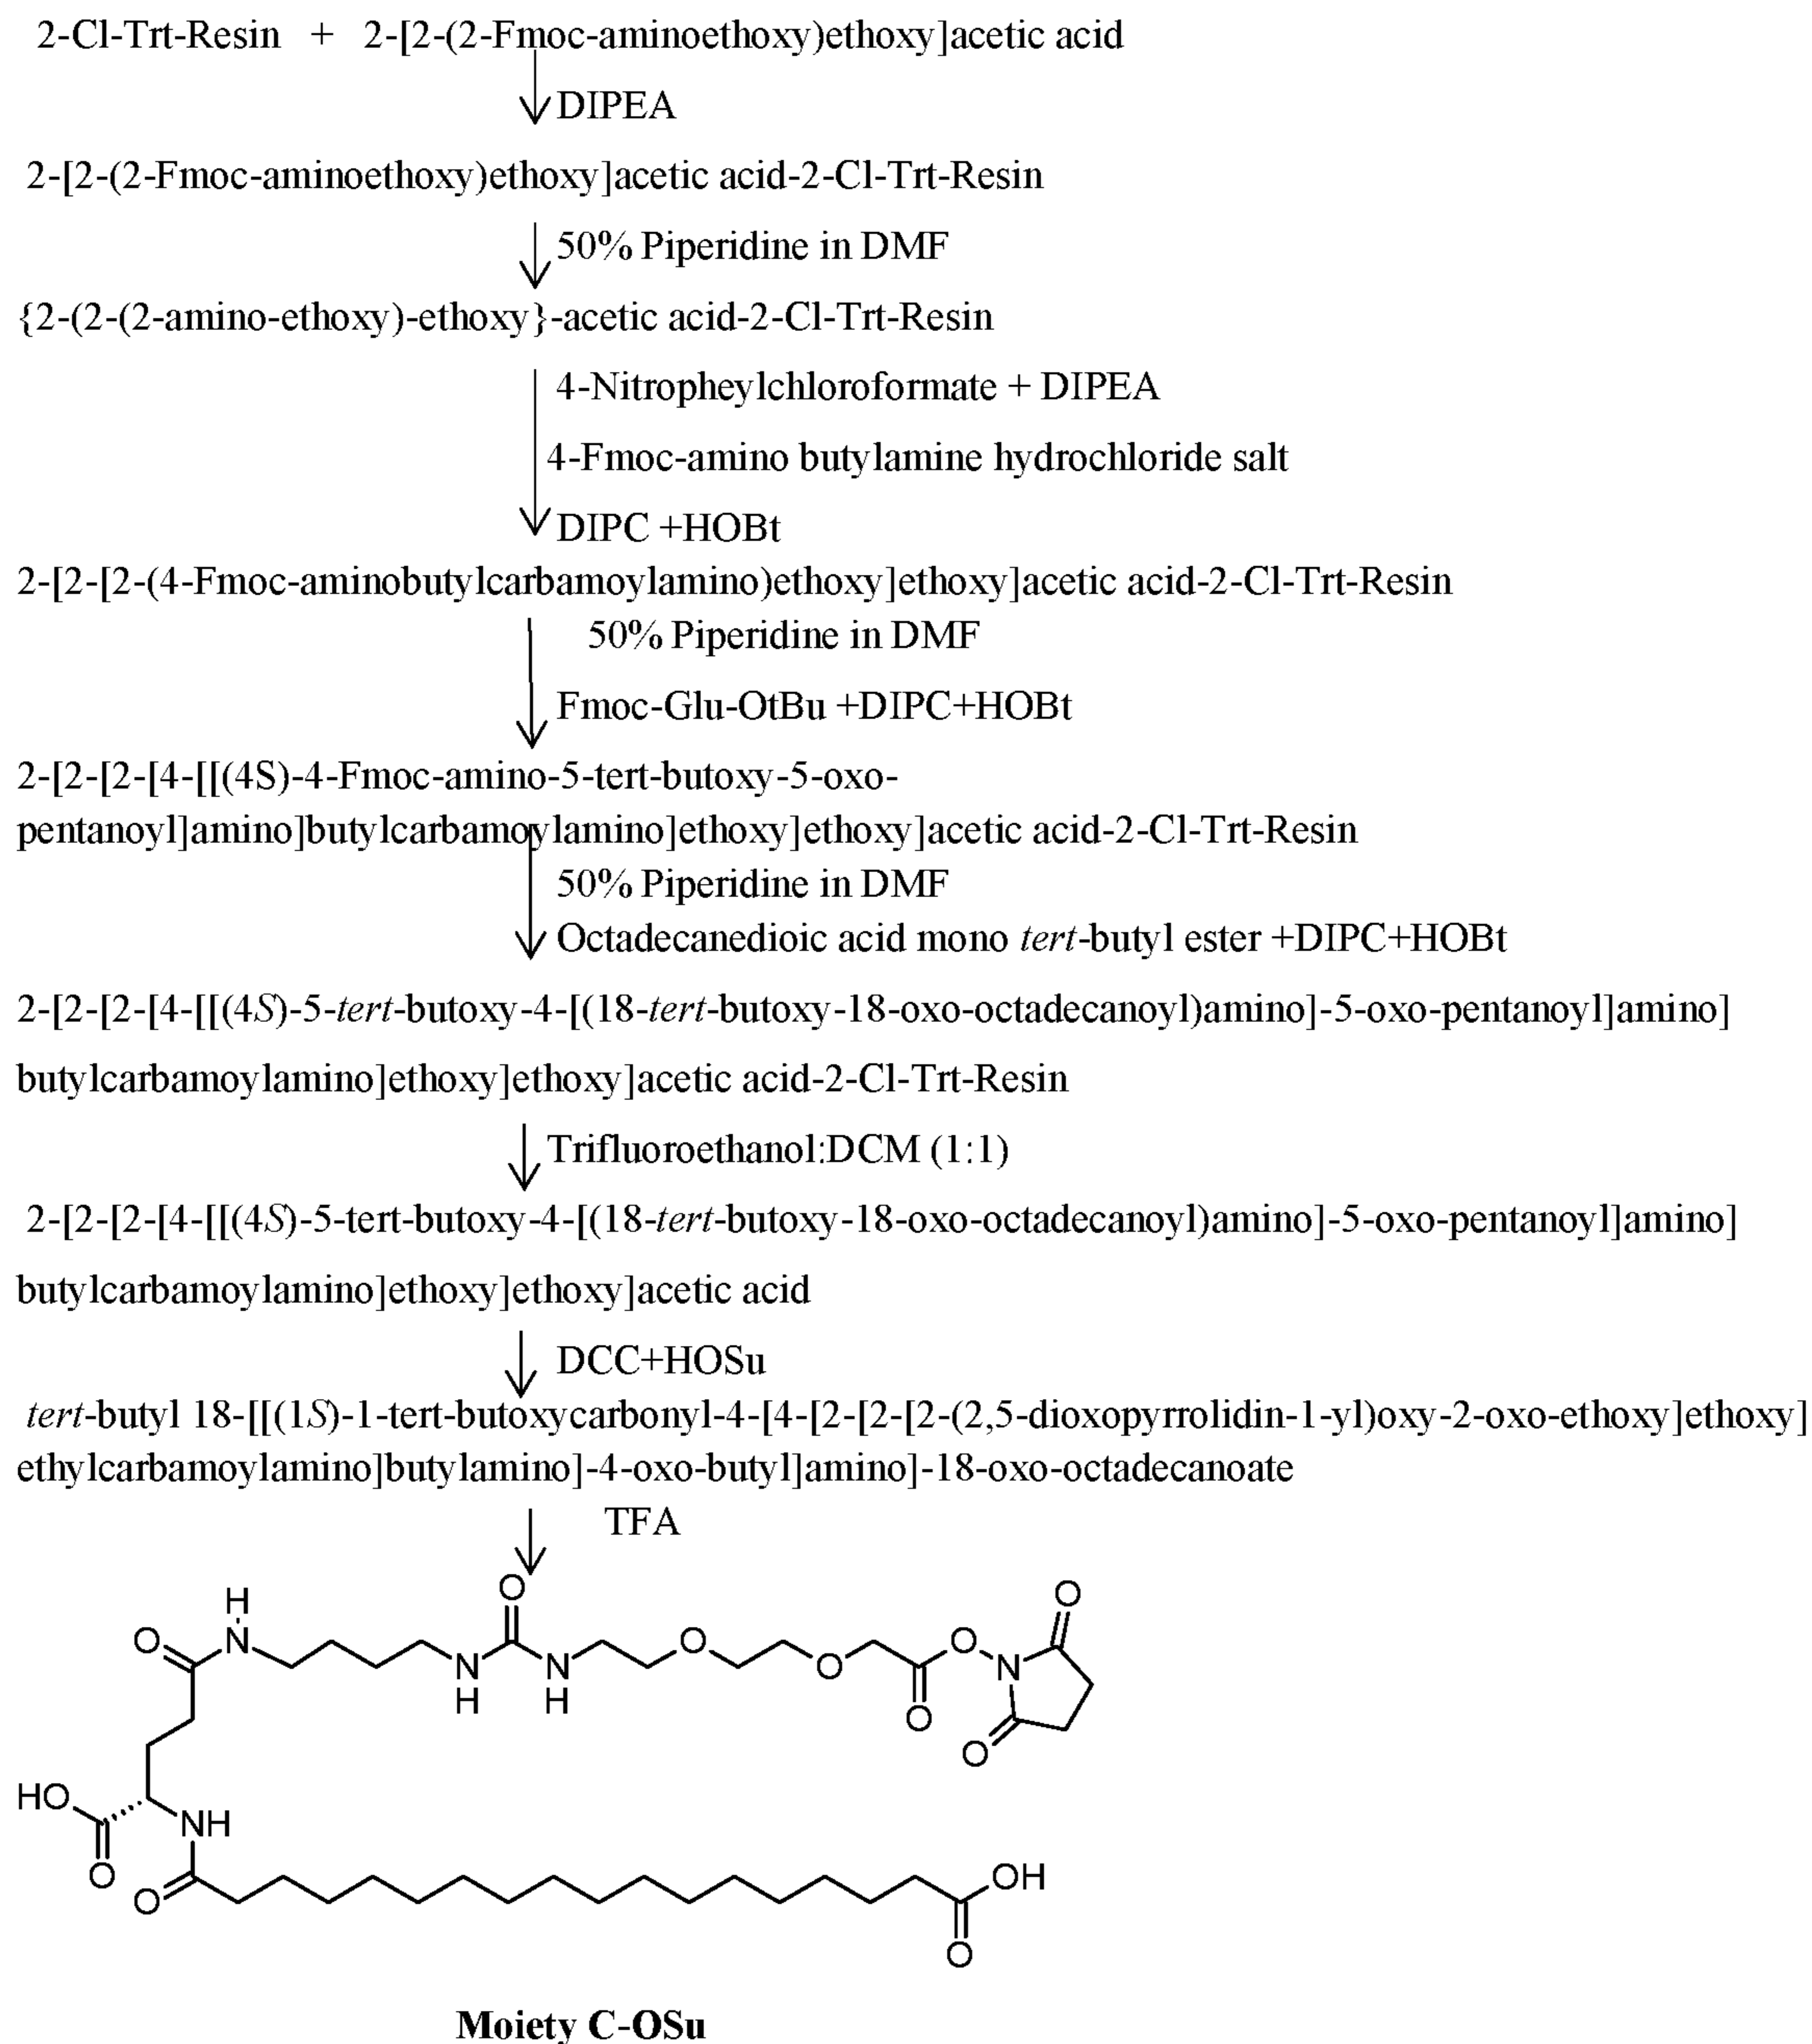 2-Cl-Trt-Resin + 2-[2-(2-Fmoc-aminoethoxy)ethoxy]acetic acid
DIPEA
2-[2-(2-Fmoc-aminoethoxy)ethoxy]acetic acid-2-Cl-Trt-Resin
50% Piperidine in DMF
{2-(2-(2-amino-ethoxy)-ethoxy}-acetic acid-2-Cl-Trt-Resin
4-Nitropheylchloroformate + DIPEA
4-Fmoc-amino butylamine hydrochloride salt
DIPC +HOBt
2-[2-[2-(4-Fmoc-aminobutylcarbamoylamino)ethoxy]ethoxy]acetic acid-2-Cl-Trt-Resin
50% Piperidine in DMF
Fmoc-Glu-OtBu +DIPC+HOBt
2-[2-[2-[4-[[(4S)-4-Fmoc-amino-5-tert-butoxy-5-oxo-
pentanoyl]amino]butylcarbamoylamino]ethoxy]ethoxy]acetic acid-2-Cl-Trt-Resin
50% Piperidine in DMF
Octadecanedioic acid mono tert-butyl ester +DIPC+HOBt
2-[2-[2-[4-[[(4S)-5-tert-butoxy-4-[(18-tert-butoxy-18-oxo-octadecanoyl)amino]-5-oxo-pentanoyl]amino]
butylcarbamoylamino]ethoxy]ethoxy]acetic acid-2-Cl-Trt-Resin
Trifluoroethanol:DCM (1:1)
2-[2-[2-[4-[[(4S)-5-tert-butoxy-4-[(18-tert-butoxy-18-oxo-octadecanoyl)amino]-5-oxo-pentanoyl]amino]
butylcarbamoylamino]ethoxy]ethoxy]acetic acid
DCC+HOSu
tert-butyl 18-[[(1S)-1-tert-butoxycarbonyl-4-[4-[2-[2-[2-(2,5-dioxopyrrolidin-1-yl)oxy-2-oxo-ethoxy]ethoxy]
ethylcarbamoylamino]butylamino]-4-oxo-butyl]amino]-18-oxo-octadecanoate
TFA
O H O
O N O O N
N N O O
H H O O
HO NH
O O OH
O
Moiety C-OSu